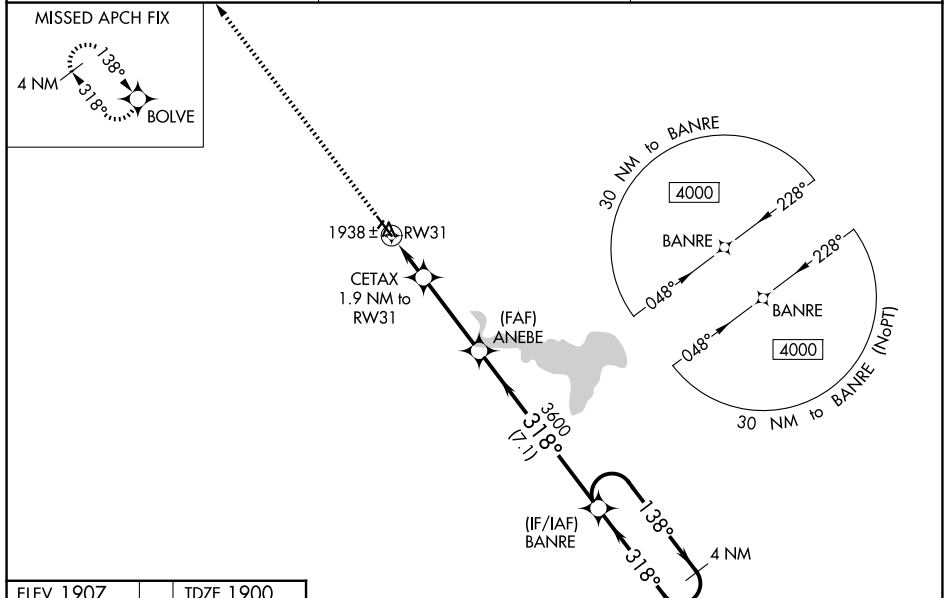 MISSED APCH FIX
138°
4 NM
318°
BOLVE
30 NM to BANRE
4000
228°
BANRE
048°
228°
BANRE
048°
4000
30 NM to BANRE (NoPT)
1938 ±
RW31
CETAX
1.9 NM to
RW31
(FAF)
ANEBE
3600
318°
(7.1)
(IF/IAF)
BANRE
138°
318°
4 NM
ELEV 1907
TDZE 1900